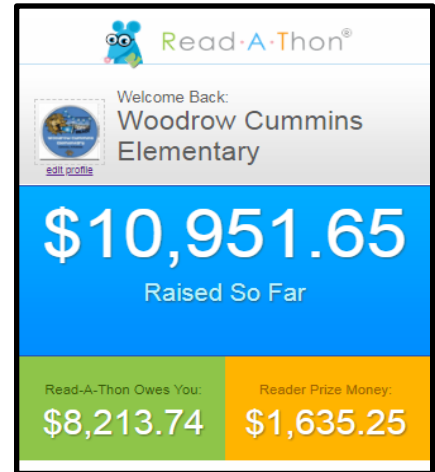 Read·A·Thon®
Welcome Back:
Woodrow Cummins
Elementary
edit profile
$10,951.65
Raised So Far
Read-A-Thon Owes You:
$8,213.74
Reader Prize Money:
$1,635.25